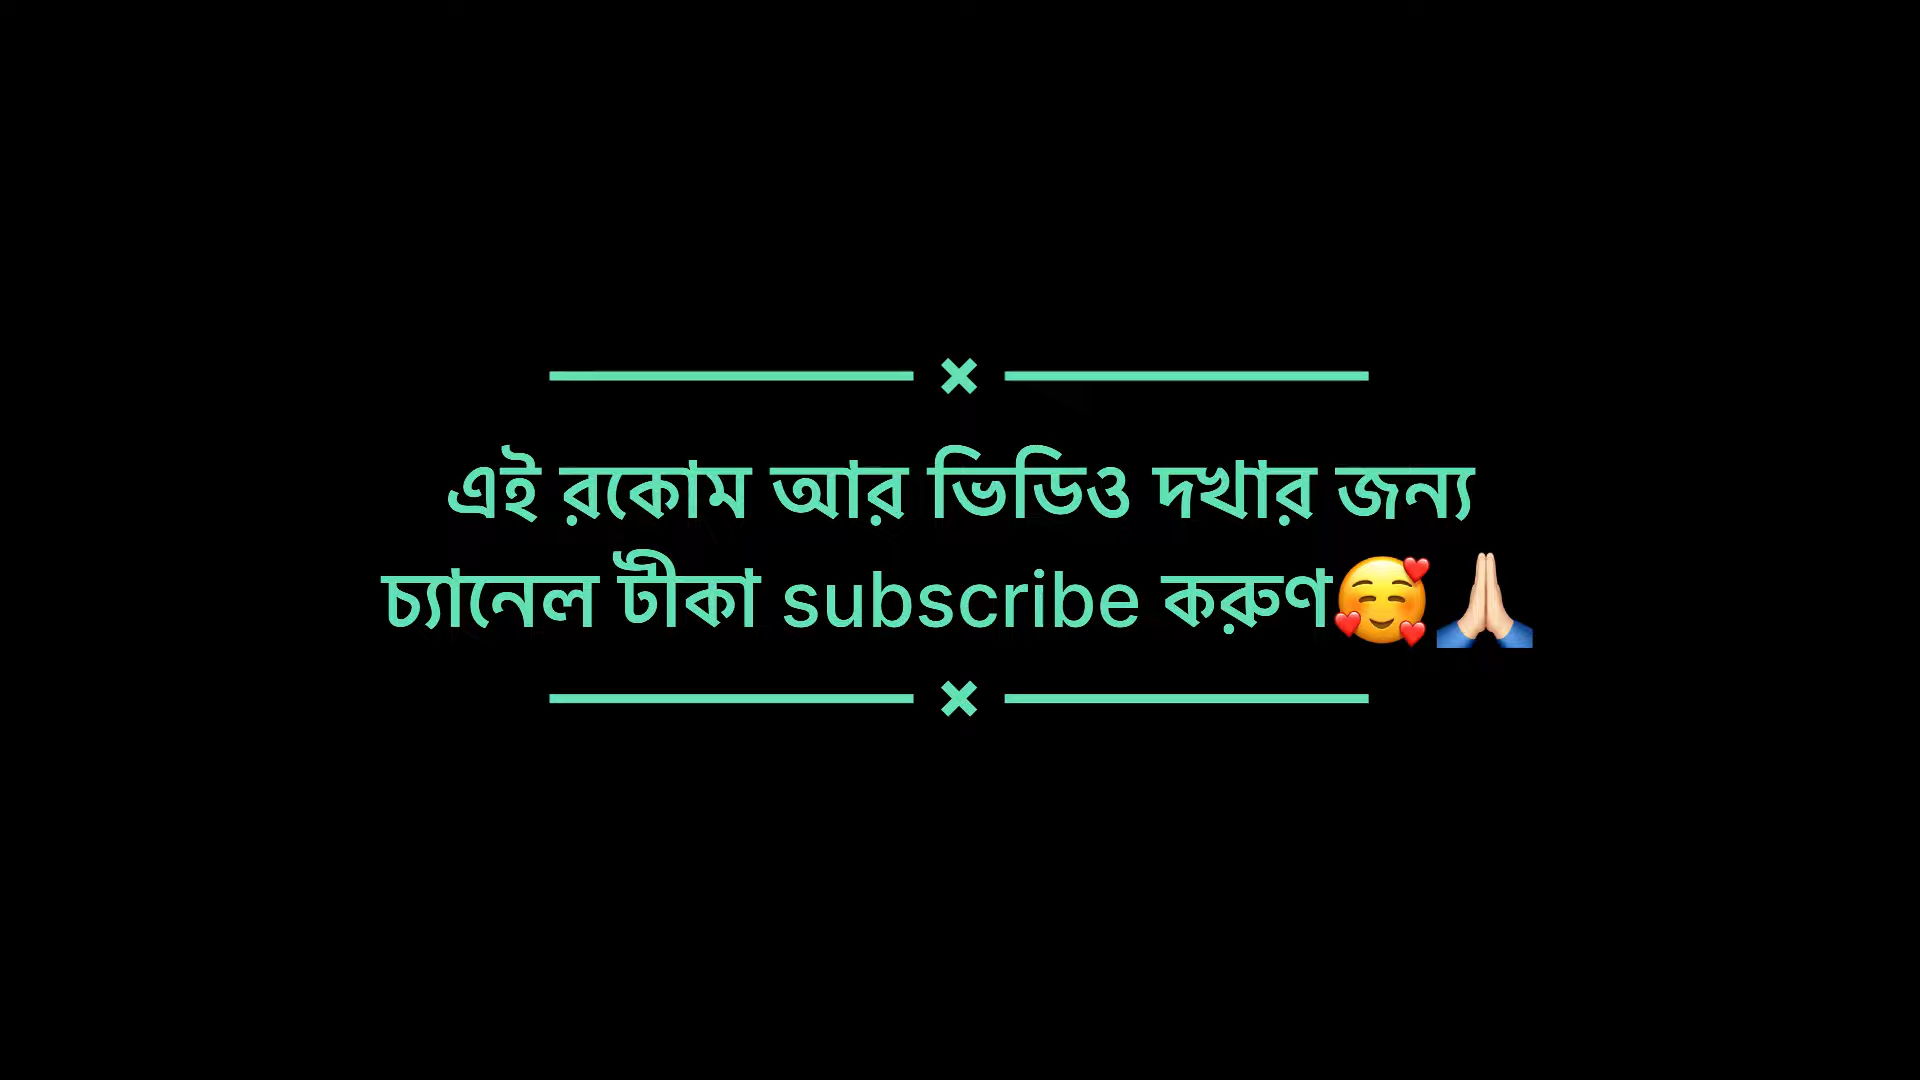 এই রকোম আর ভিডিও দখার জন্য
চ্যানেল টীকা subscribe করুণ🥰🙏🏻